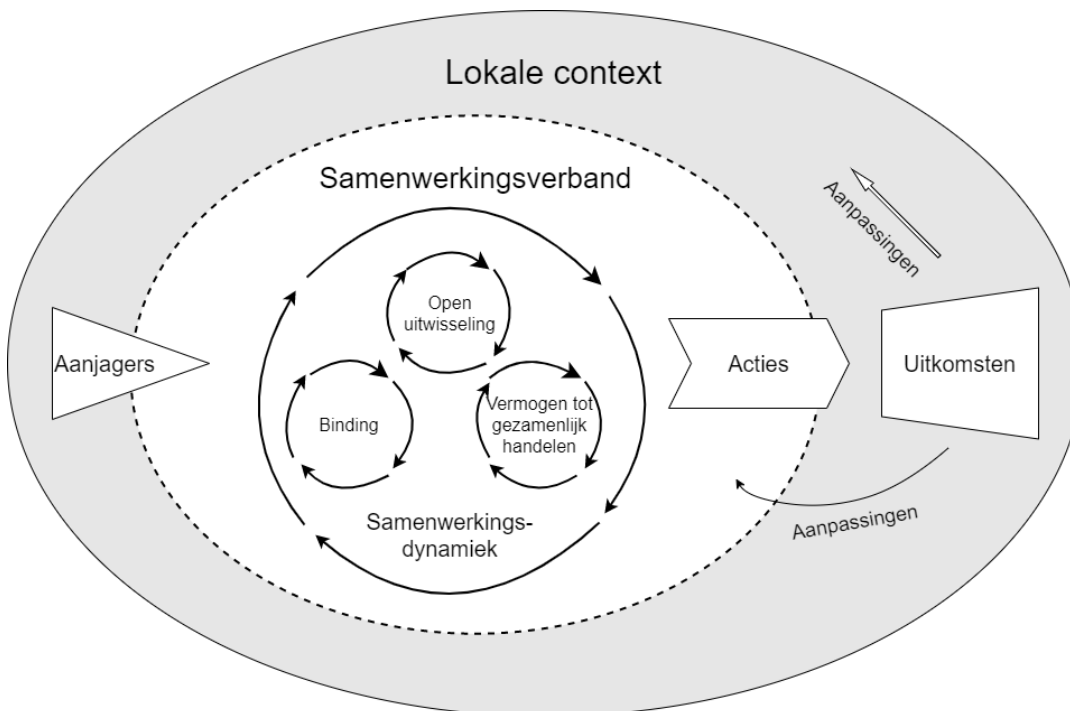 Lokale context
Samenwerkingsverband
Aanpassingen
Open
uitwisseling
Aanjagers
Acties
Uitkomsten
Binding
Vermogen tot
gezamenlijk
handelen
Samenwerkings-
dynamiek
Aanpassingen